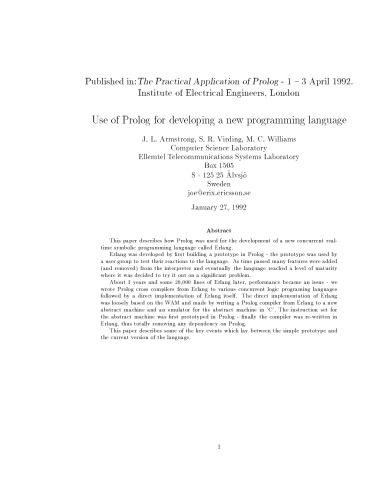 Published in: The Practical Application of Prolog - 1 – 3 April 1992.
Institute of Electrical Engineers, London
Use of Prolog for developing a new programming language
J. L. Armstrong, S. R. Virding, M. C. Williams
Computer Science Laboratory
Ellemtel Telecommunications Systems Laboratory
Box 1505
S - 125 25 Älvsjö
Sweden
joe@erix.ericsson.se
January 27, 1992
Abstract
This paper describes how Prolog was used for the development of a new concurrent real-
time symbolic programming language called Erlang.
Erlang was developed by first building a prototype in Prolog - the prototype was used by
a user group to test their reactions to the language. As time passed many features were added
(and removed) from the interpreter and eventually the language reached a level of maturity
where it was decided to try it out on a significant problem.
About 3 years and some 20,000 lines of Erlang later, performance became an issue - we
wrote Prolog cross compilers from Erlang to various concurrent logic programing languages
followed by a direct implementation of Erlang itself. The direct implementation of Erlang
was loosely based on the WAM and made by writing a Prolog compiler from Erlang to a new
abstract machine and an emulator for the abstract machine in 'C'. The instruction set for
the abstract machine was first prototyped in Prolog - finally the compiler was re-written in
Erlang, thus totally removing any dependency on Prolog.
This paper describes some of the key events which lay between the simple prototype and
the current version of the language.
1